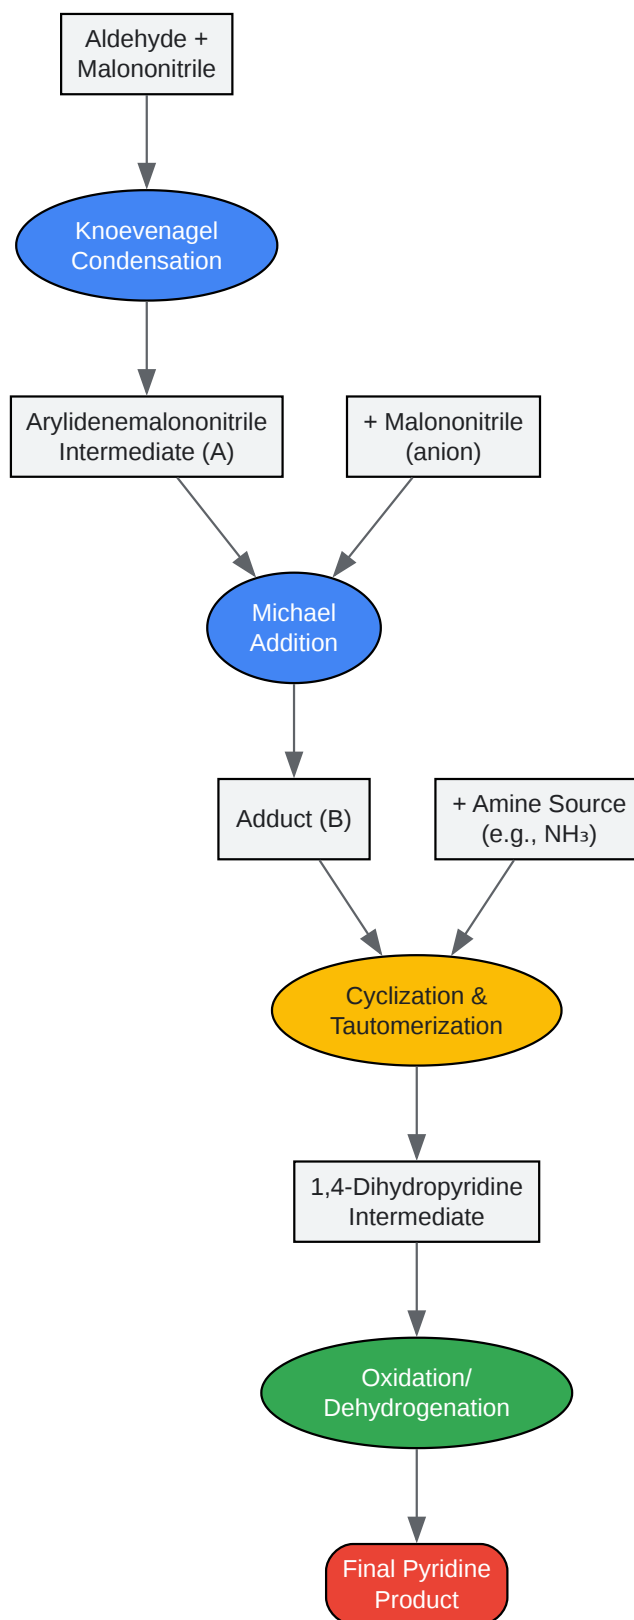 Aldehyde +
Malononitrile
Knoevenagel
Condensation
Arylidenemalononitrile
Intermediate (A)
+ Malononitrile
(anion)
Michael
Addition
Adduct (B)
+ Amine Source
(e.g., NH₃)
Cyclization &
Tautomerization
1,4-Dihydropyridine
Intermediate
Oxidation/
Dehydrogenation
Final Pyridine
Product